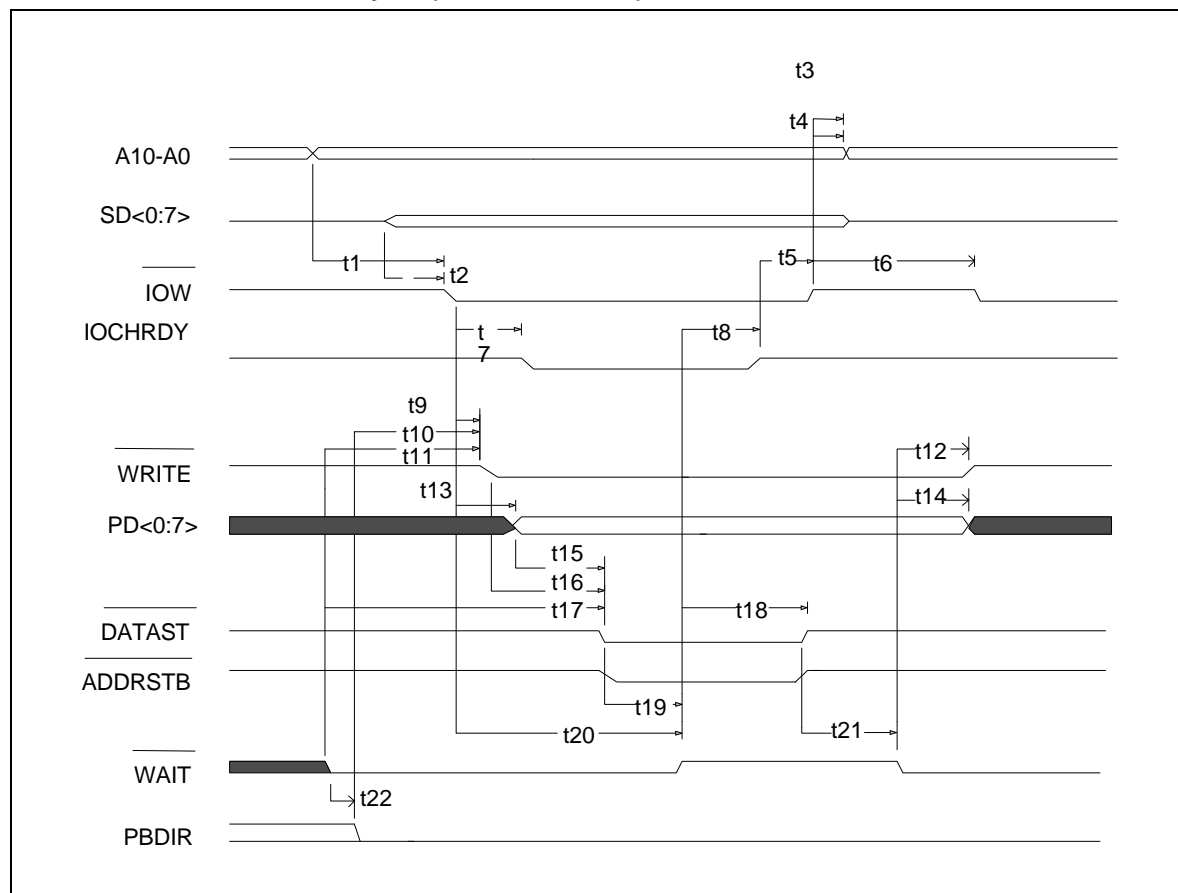 t3
t4
A10-A0
SD<0:7>
t5
t1
t6
t2
IOW
IOCHRDY
t
7
t8
t9
t10
t11
t12
WRITE
t13
t14
PD<0:7>
t15
t16
t17
t18
DATAST
ADDRSTB
t19
t20
t21
WAIT
t22
PBDIR